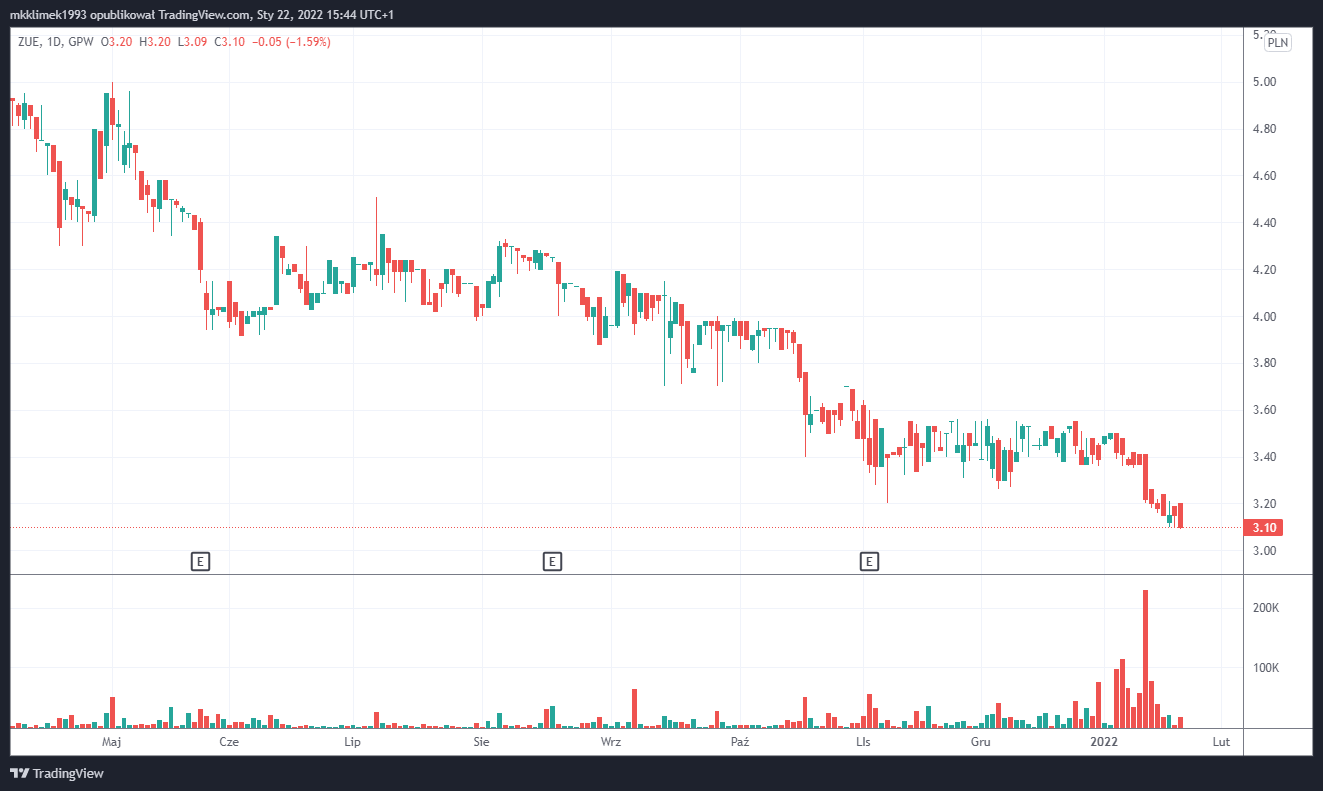 mkklimek1993 opublikował TradingView.com, Sty 22, 2022 15:44 UTC+1
ZUE, 1D, GPW O3.20 H3.20 L3.09 C3.10 −0.05 (−1.59%)
5.20
PLN
5.00
4.80
4.60
4.40
4.20
4.00
3.80
3.60
3.40
3.20
3.10
3.00
E E E
200K
100K
Maj Cze Lip Sie Wrz Paź LIs Gru 2022 Lut
TradingView